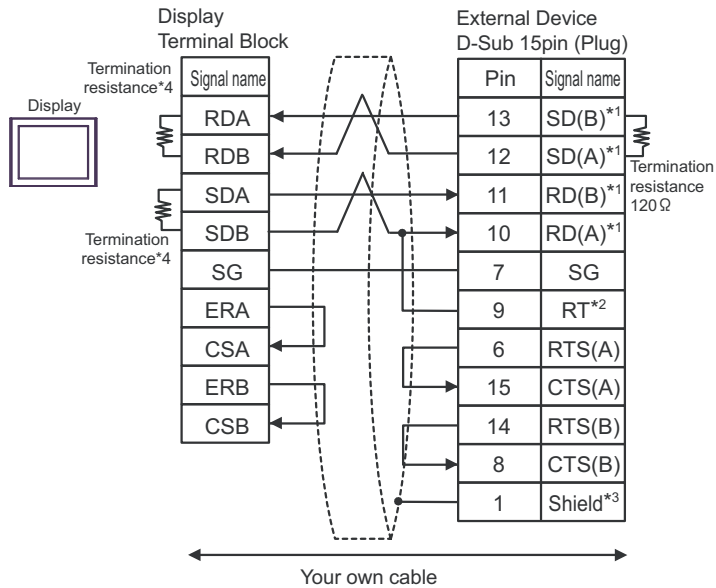 Display
Terminal Block
External Device
D-Sub 15pin (Plug)
Termination
resistance*4
Display
Signal name
RDA
RDB
SDA
SDB
SG
ERA
CSA
ERB
CSB
Termination
resistance*4
Pin Signal name
13 SD(B)*1
12 SD(A)*1
11 RD(B)*1
10 RD(A)*1
7 SG
9 RT*2
6 RTS(A)
15 CTS(A)
14 RTS(B)
8 CTS(B)
1 Shield*3
Termination
resistance
120Ω
Your own cable